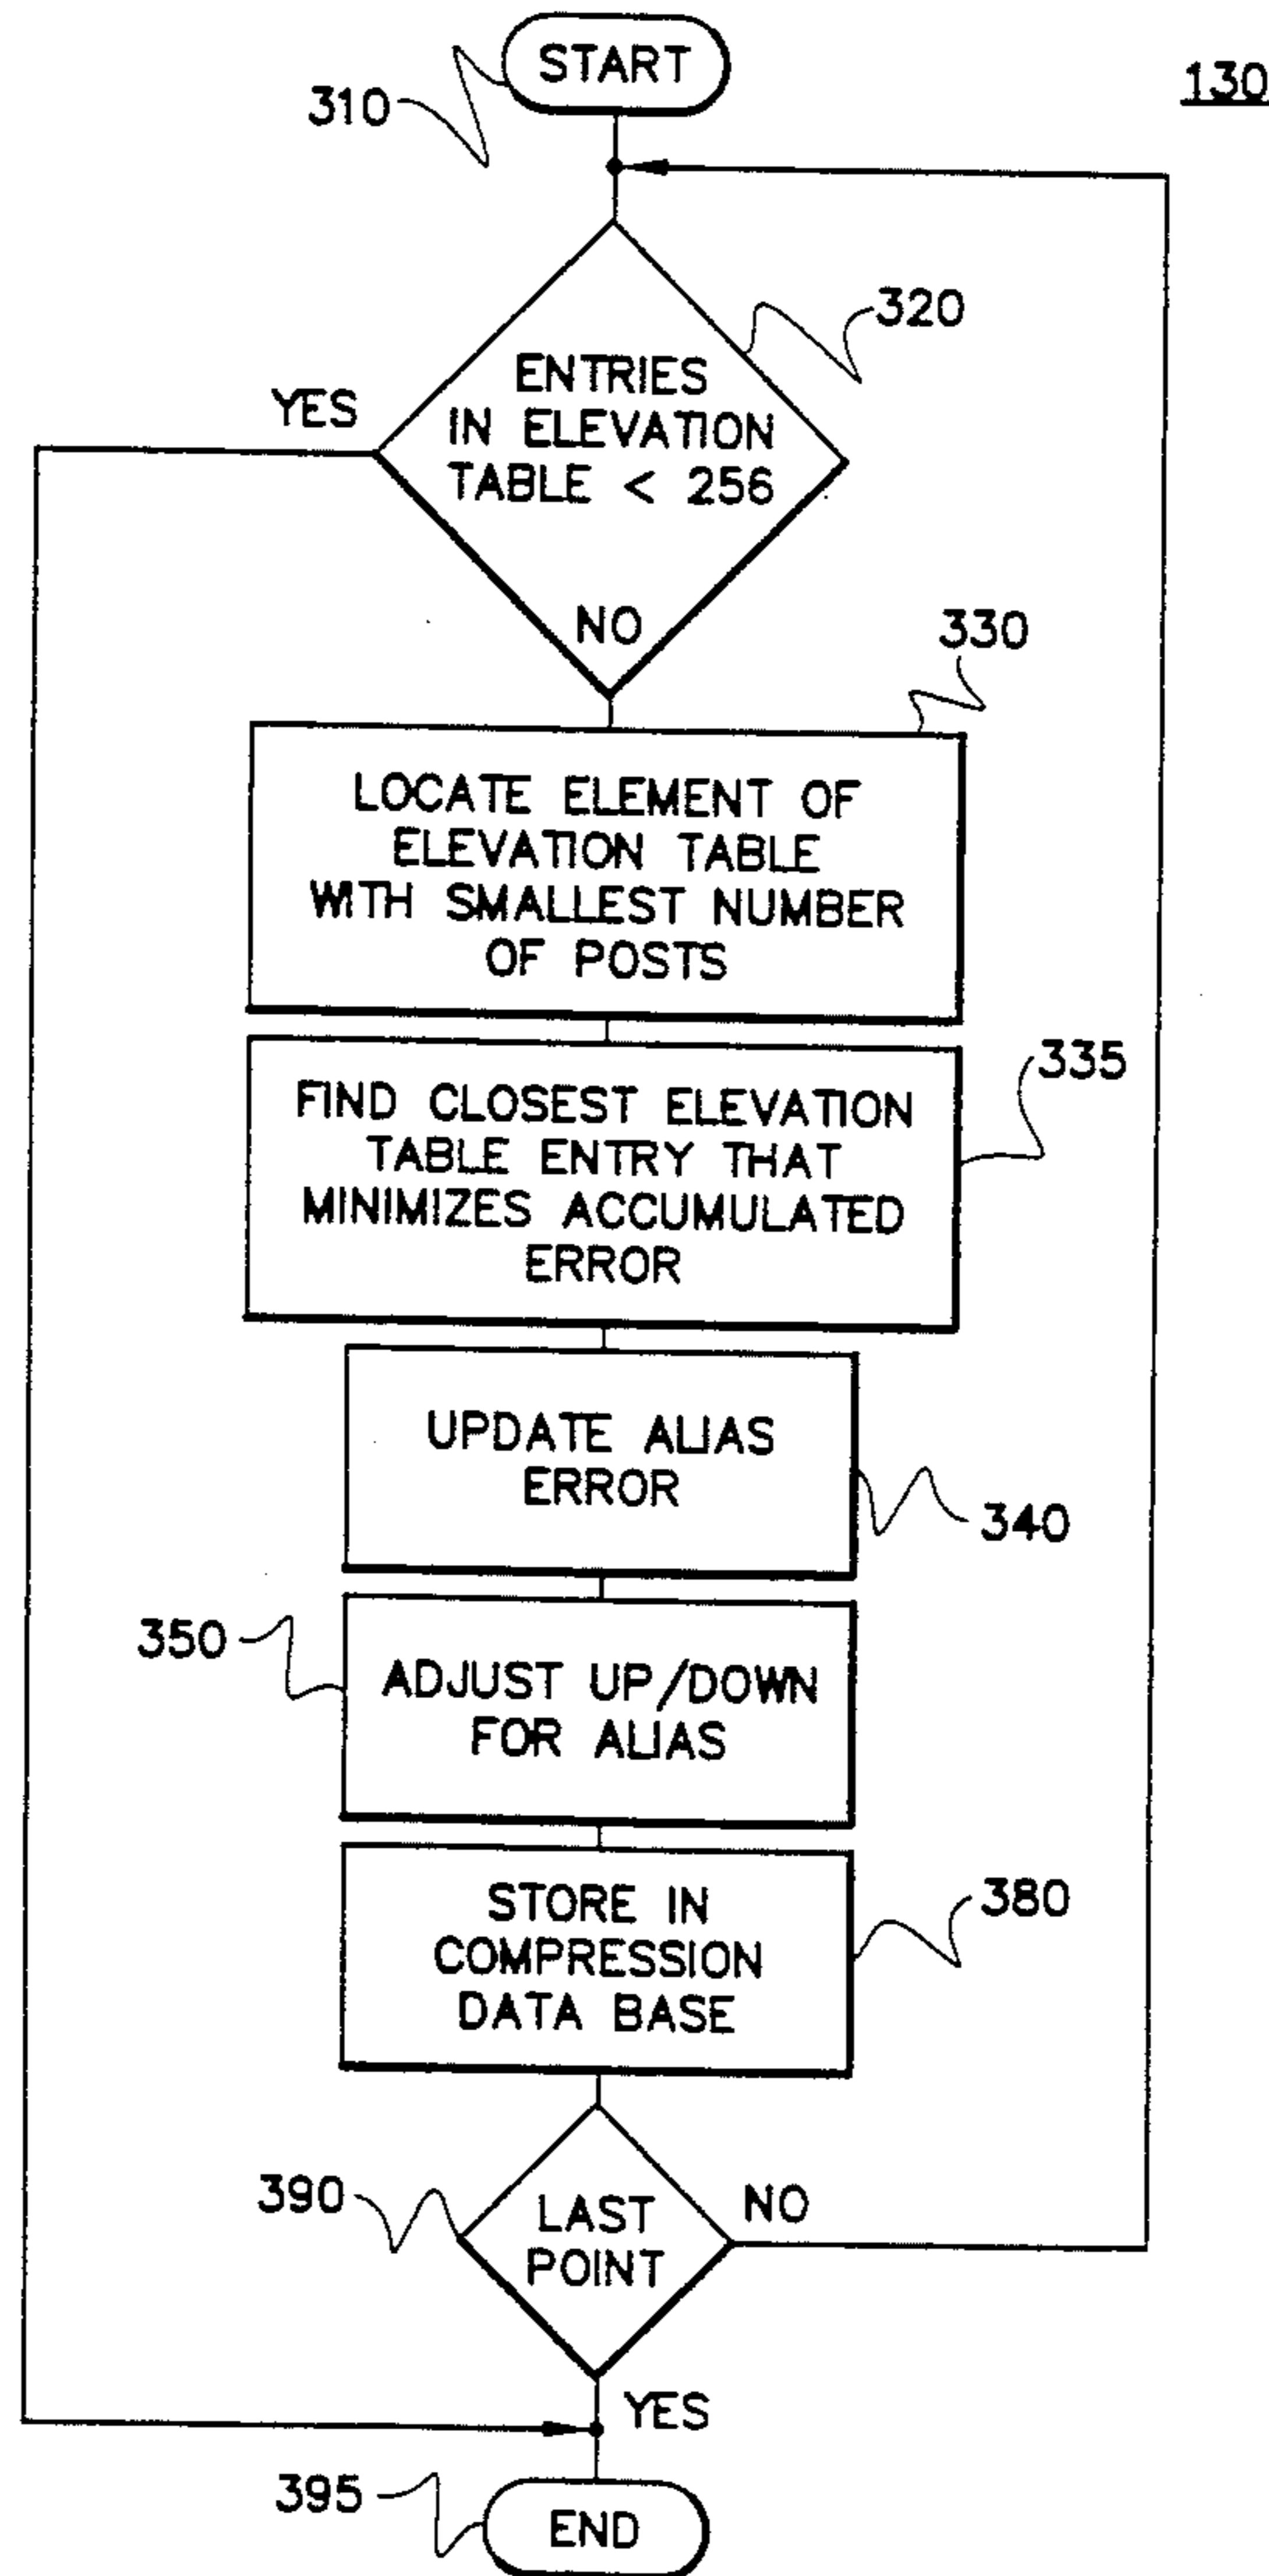 START
130
310
320
ENTRIES
IN ELEVATION
TABLE < 256
YES
NO
330
LOCATE ELEMENT OF
ELEVATION TABLE
WITH SMALLEST NUMBER
OF POSTS
335
FIND CLOSEST ELEVATION
TABLE ENTRY THAT
MINIMIZES ACCUMULATED
ERROR
UPDATE ALIAS
ERROR
340
350
ADJUST UP/DOWN
FOR ALIAS
380
STORE IN
COMPRESSION
DATA BASE
390
LAST
POINT
NO
YES
395
END